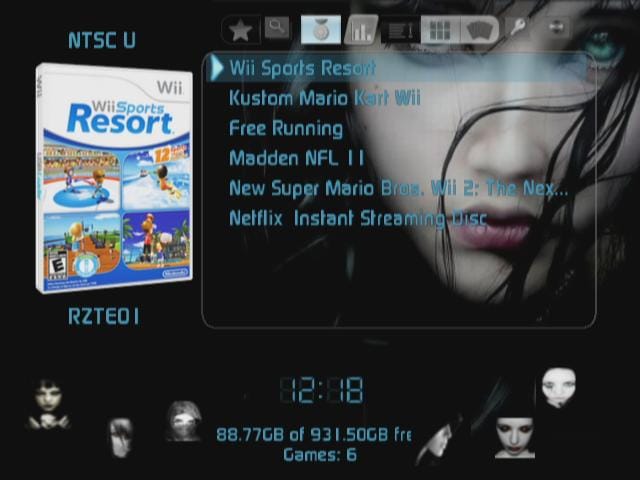 NTSC U
Wii
Wii Sports
Resort
12
E
Nintendo
RZTE01
Wii Sports Resort
Kustom Mario Kart Wii
Free Running
Madden NFL 11
New Super Mario Bros. Wii 2: The Nex...
Netflix Instant Streaming Disc
12:18
88.77GB of 931.50GB fre
Games: 6